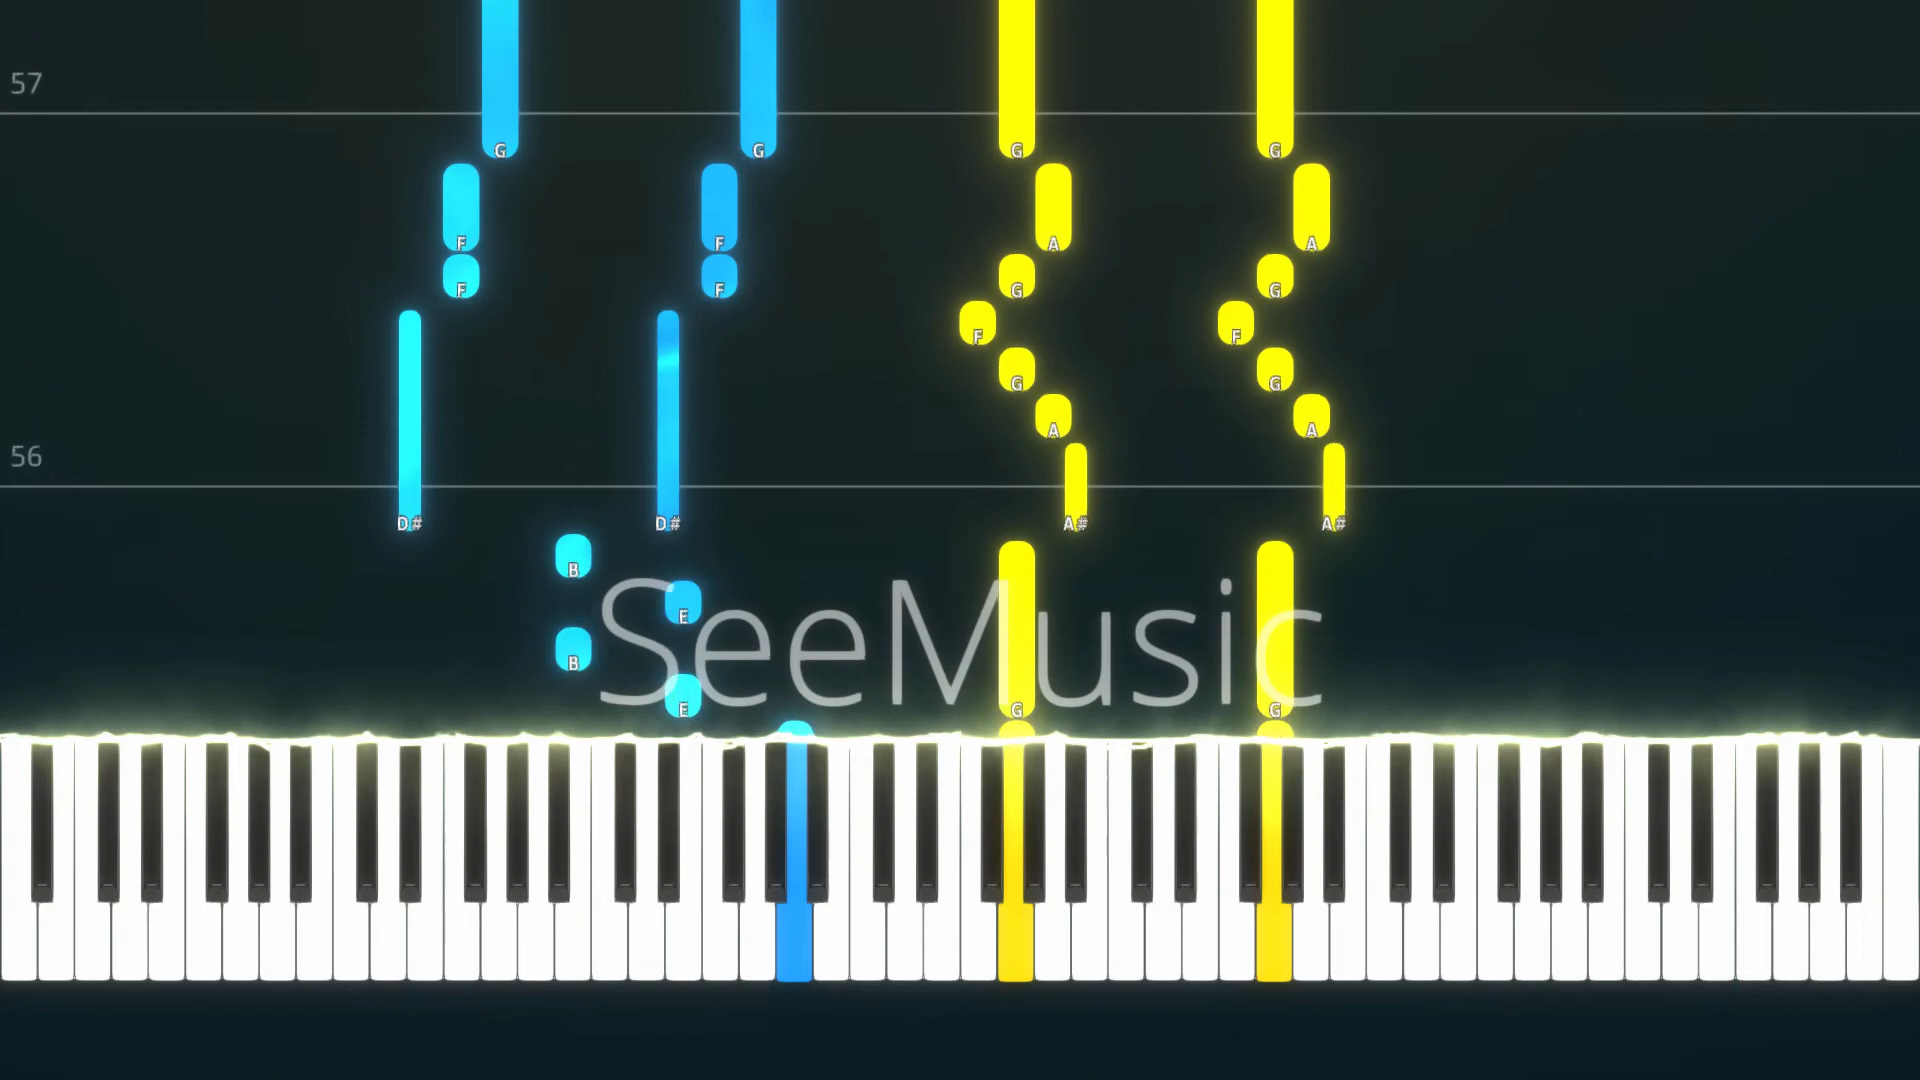 57
G G G G
F F A A
F F G G
F F
G G
A A
56
D# D# A# A#
B
E
SeeMusic
B
E G G